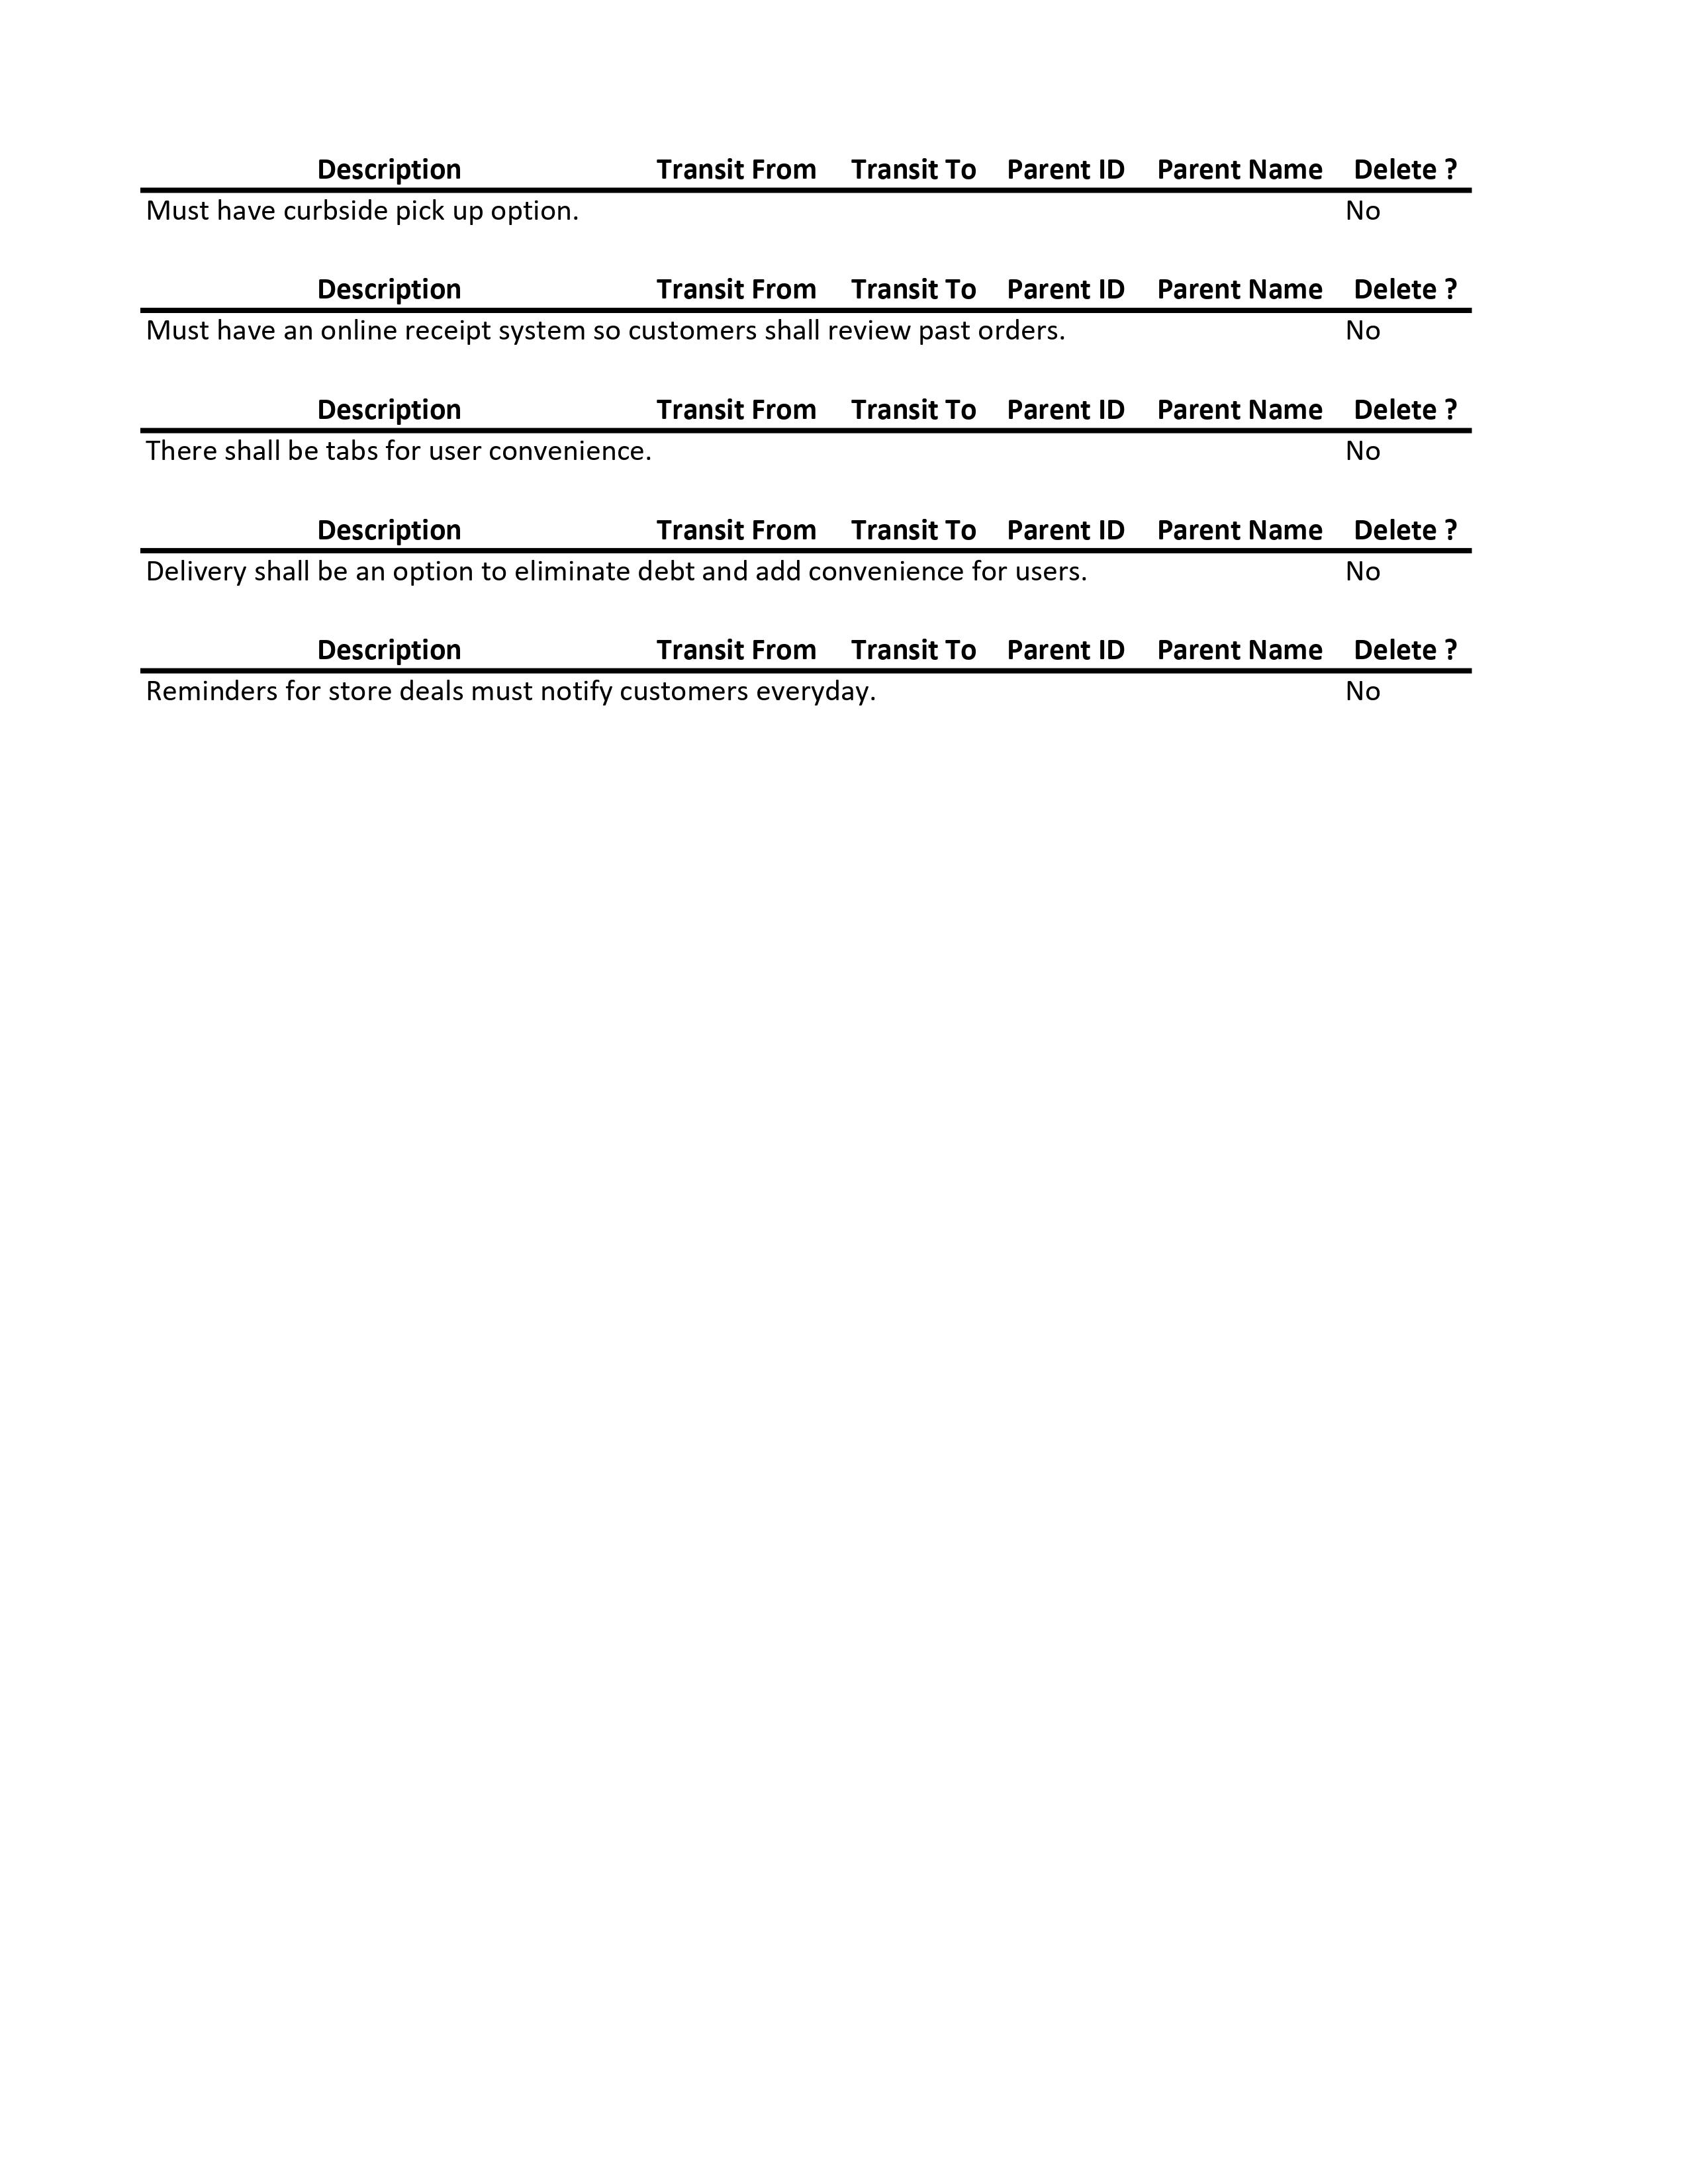 Description Transit From Transit To Parent ID Parent Name Delete ?
Must have curbside pick up option. No
Description Transit From Transit To Parent ID Parent Name Delete ?
Must have an online receipt system so customers shall review past orders. No
Description Transit From Transit To Parent ID Parent Name Delete ?
There shall be tabs for user convenience. No
Description Transit From Transit To Parent ID Parent Name Delete ?
Delivery shall be an option to eliminate debt and add convenience for users. No
Description Transit From Transit To Parent ID Parent Name Delete ?
Reminders for store deals must notify customers everyday. No